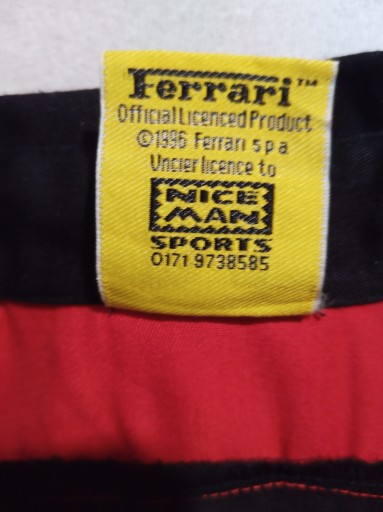 Ferrari™
Official Licenced Product
©1996 Ferrari s p a
Under licence to
NICE
MAN
SPORTS
0171 9738585